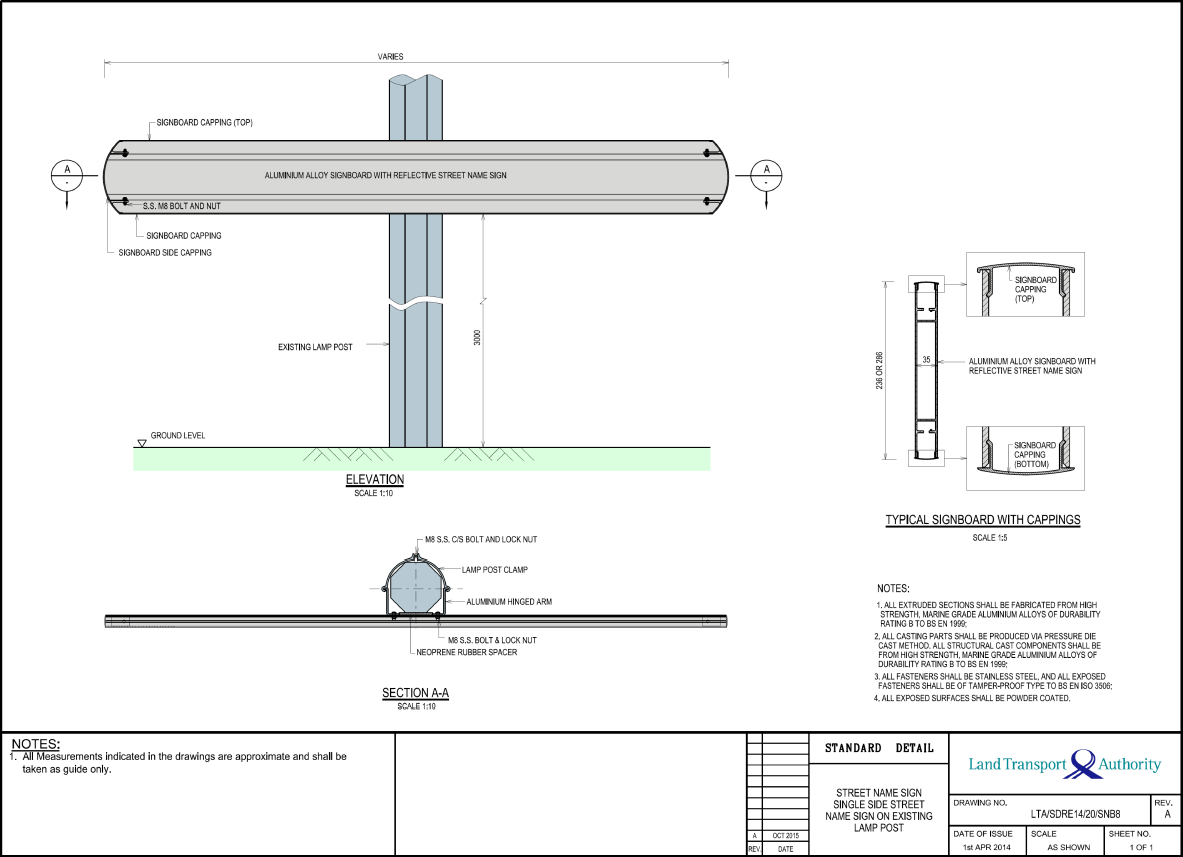 VARIES
SIGNBOARD CAPPING (TOP)
A
-
A
-
ALUMINIUM ALLOY SIGNBOARD WITH REFLECTIVE STREET NAME SIGN
S.S. M8 BOLT AND NUT
SIGNBOARD CAPPING
SIGNBOARD SIDE CAPPING
EXISTING LAMP POST
3000
GROUND LEVEL
ELEVATION
SCALE 1:10
SIGNBOARD
CAPPING
(TOP)
236 OR 286
35
ALUMINIUM ALLOY SIGNBOARD WITH
REFLECTIVE STREET NAME SIGN
SIGNBOARD
CAPPING
(BOTTOM)
TYPICAL SIGNBOARD WITH CAPPINGS
SCALE 1:5
M8 S.S. C/S BOLT AND LOCK NUT
LAMP POST CLAMP
ALUMINIUM HINGED ARM
M8 S.S. BOLT & LOCK NUT
NEOPRENE RUBBER SPACER
SECTION A-A
SCALE 1:10
NOTES:
1. ALL EXTRUDED SECTIONS SHALL BE FABRICATED FROM HIGH
STRENGTH, MARINE GRADE ALUMINIUM ALLOYS OF DURABILITY
RATING B TO BS EN 1999;
2. ALL CASTING PARTS SHALL BE PRODUCED VIA PRESSURE DIE
CAST METHOD. ALL STRUCTURAL CAST COMPONENTS SHALL BE
FROM HIGH STRENGTH, MARINE GRADE ALUMINIUM ALLOYS OF
DURABILITY RATING B TO BS EN 1999;
3. ALL FASTENERS SHALL BE STAINLESS STEEL, AND ALL EXPOSED
FASTENERS SHALL BE OF TAMPER-PROOF TYPE TO BS EN ISO 3506;
4. ALL EXPOSED SURFACES SHALL BE POWDER COATED.
NOTES:
1. All Measurements indicated in the drawings are approximate and shall be
taken as guide only.
A OCT 2015
REV. DATE
STANDARD DETAIL
STREET NAME SIGN
SINGLE SIDE STREET
NAME SIGN ON EXISTING
LAMP POST
Land Transport Authority
DRAWING NO.
LTA/SDRE14/20/SNB8
REV.
A
DATE OF ISSUE
1st APR 2014
SCALE
AS SHOWN
SHEET NO.
1 OF 1